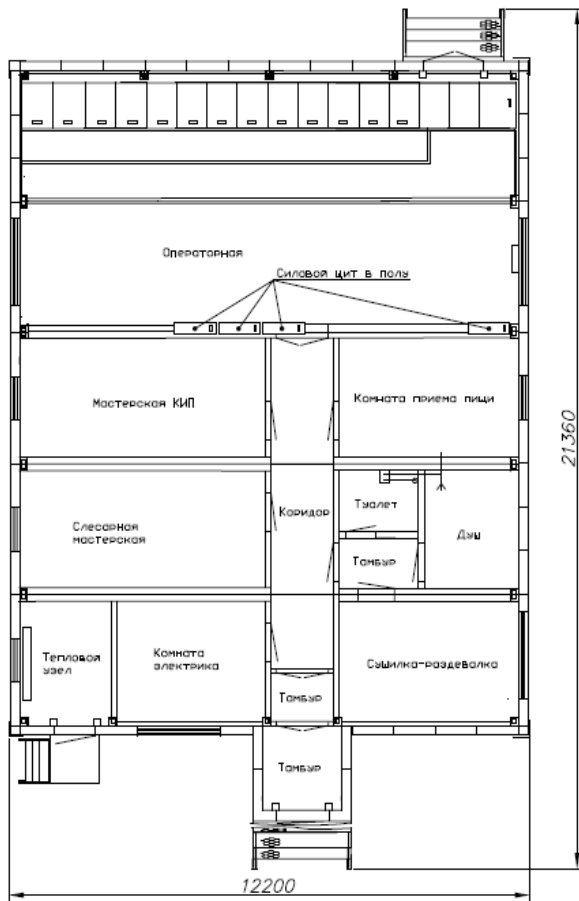 Операторная
Силовой щит в полу
Мастерская КИП
Комната приема пищи
21360
Слесарная
мастерская
Коридор
Туалет
Душ
Тамбур
Тепловой
узел
Комната
электрика
Сушилка-раздевалка
Тамбур
Тамбур
12200